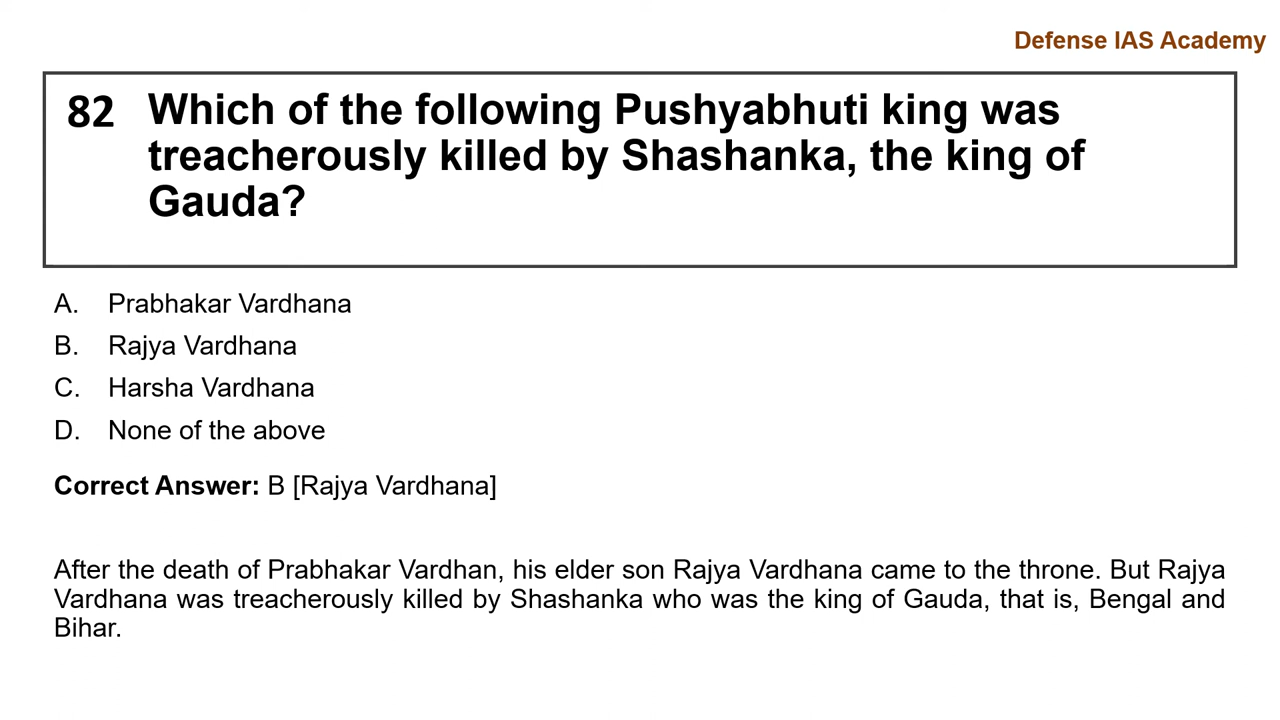 Defense IAS Academy
82 Which of the following Pushyabhuti king was
treacherously killed by Shashanka, the king of
Gauda?
A. Prabhakar Vardhana
B. Rajya Vardhana
C. Harsha Vardhana
D. None of the above
Correct Answer: B [Rajya Vardhana]
After the death of Prabhakar Vardhan, his elder son Rajya Vardhana came to the throne. But Rajya
Vardhana was treacherously killed by Shashanka who was the king of Gauda, that is, Bengal and
Bihar.